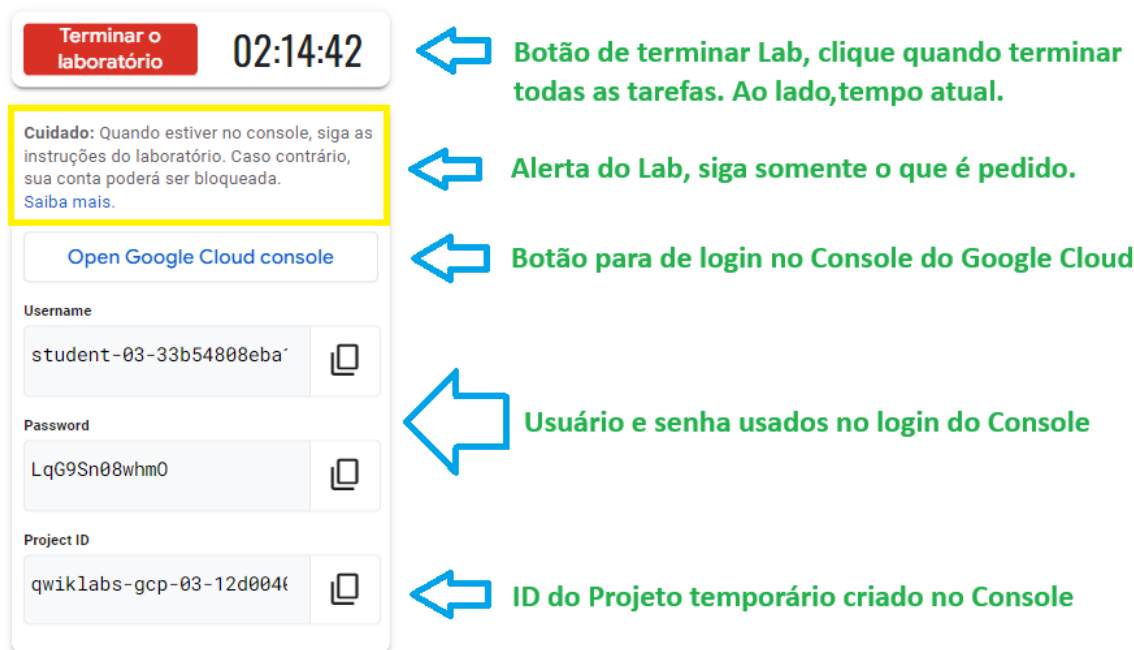 Terminar o
laboratório
02:14:42
Botão de terminar Lab, clique quando terminar
todas as tarefas. Ao lado,tempo atual.
Cuidado: Quando estiver no console, siga as
instruções do laboratório. Caso contrário,
sua conta poderá ser bloqueada.
Saiba mais.
Alerta do Lab, siga somente o que é pedido.
Open Google Cloud console
Botão para de login no Console do Google Cloud
Username
student-03-33b54808eba1
Usuário e senha usados no login do Console
Password
LqG9Sn08whmO
Project ID
qwiklabs-gcp-03-12d0046
ID do Projeto temporário criado no Console